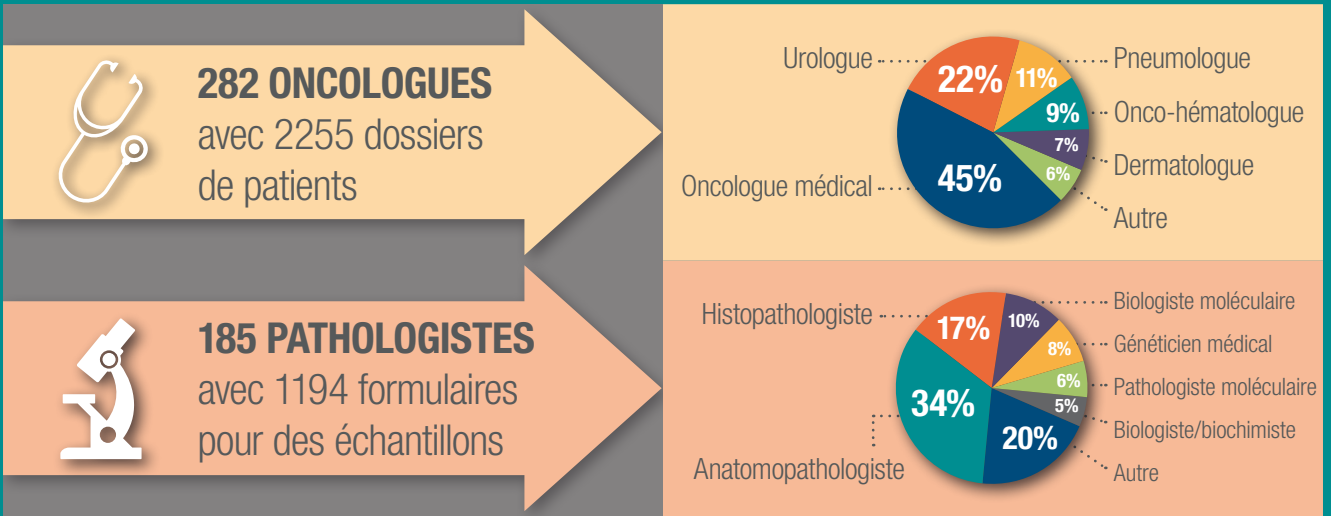 282 ONCOLOGUES
avec 2255 dossiers
de patients
Urologue
Oncologue médical
22%
11%
9%
7%
6%
45%
Pneumologue
Onco-hématologue
Dermatologue
Autre
185 PATHOLOGISTES
avec 1194 formulaires
pour des échantillons
Histopathologiste
Anatomopathologiste
17%
10%
8%
6%
5%
34%
20%
Biologiste moléculaire
Généticien médical
Pathologiste moléculaire
Biologiste/biochimiste
Autre